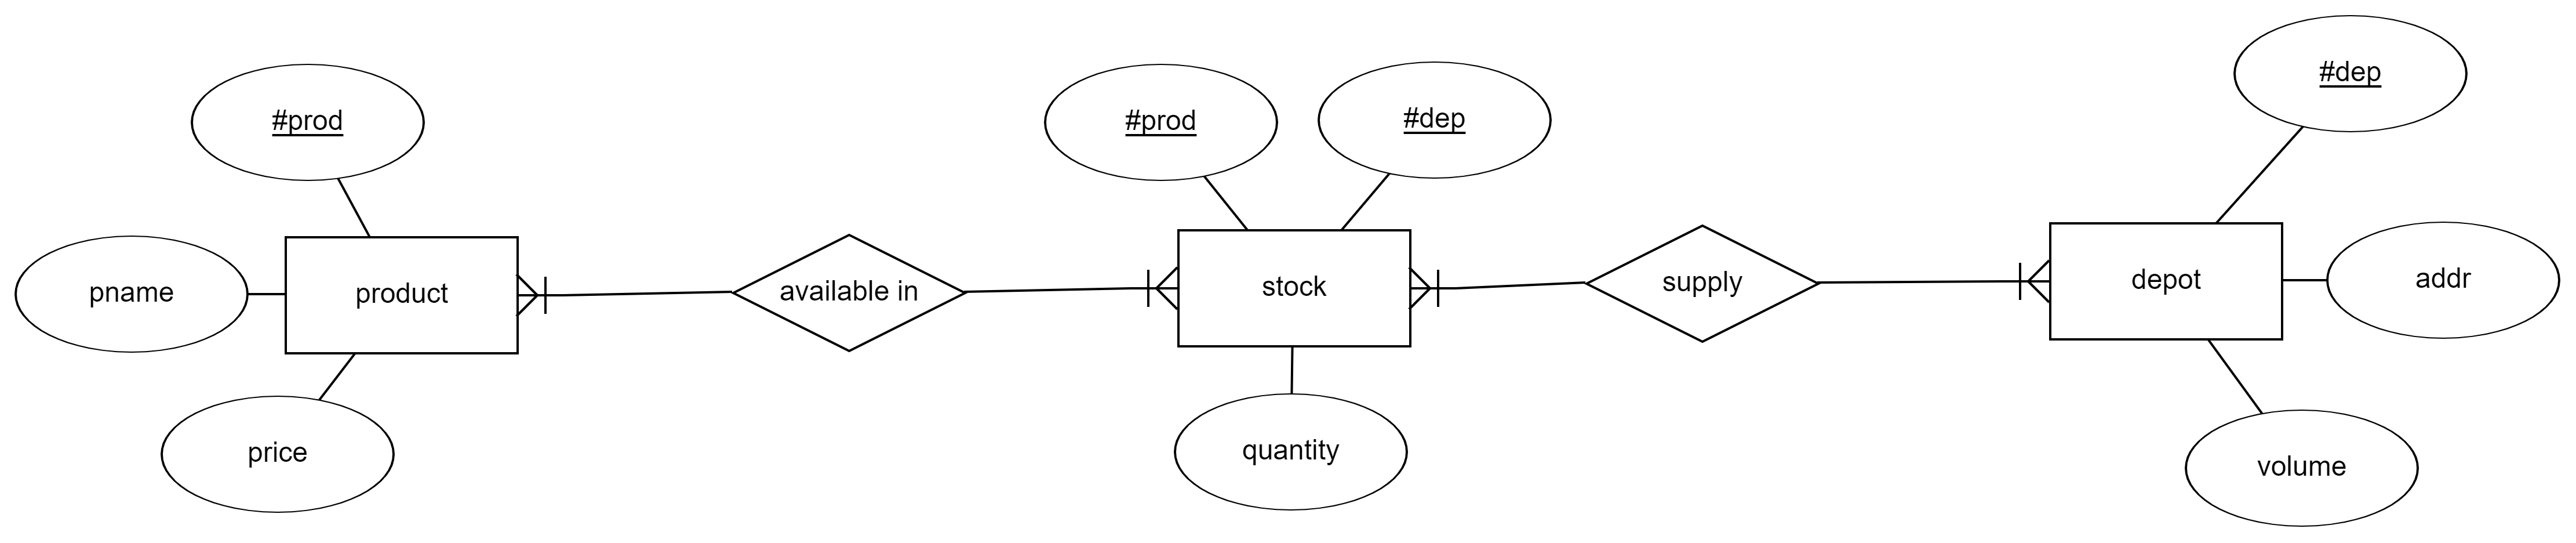 #dep
#prod
#prod
#dep
pname
product
available in
stock
supply
depot
addr
price
quantity
volume